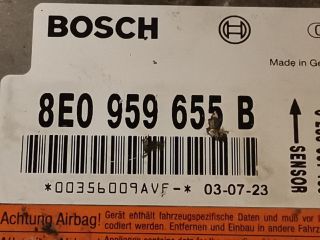 BOSCH
Made in Ge
8E0 959 655 B
SENSOR
*00356009AVF-* 03-07-23
Achtung Airbag!
Gerät enthält fahrzeugspezifische Daten und muß vor
entfernt werden. Entfernen und Einbau in andere Fahrz